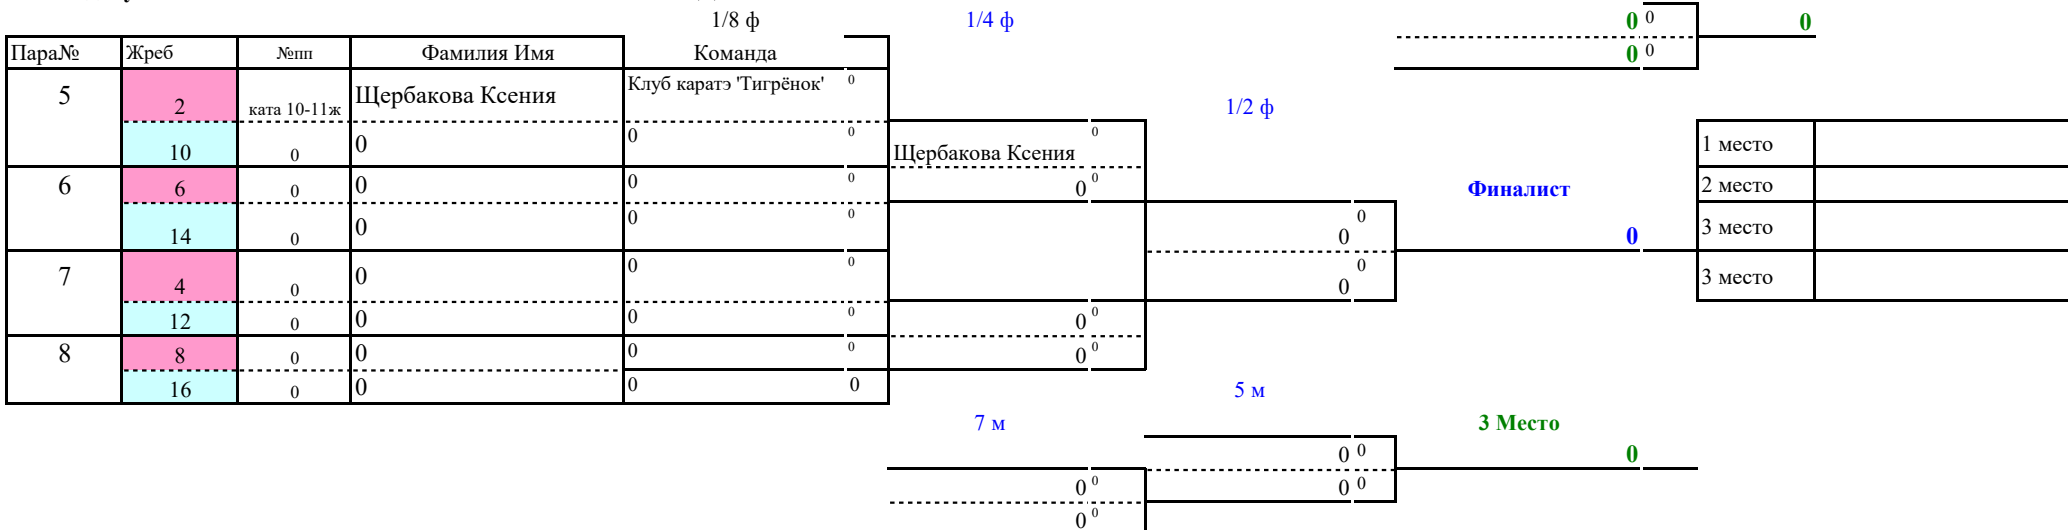 1/8 ф 1/4 ф 0 0 0
0 0
Пара№ Жреб №пп Фамилия Имя Команда
5 2 ката 10-11ж Щербакова Ксения Клуб каратэ 'Тигрёнок' 0
1/2 ф
10 0 0 0 0 Щербакова Ксения 0 1 место
6 6 0 0 0 0 0 0 Финалист 2 место
14 0 0 0 0 0 0 0 3 место
7 4 0 0 0 0 0 0 3 место
12 0 0 0 0 0 0
8 8 0 0 0 0 0 0
16 0 0 0 0
5 м
7 м 3 Место
0 0 0
0 0 0 0
0 0